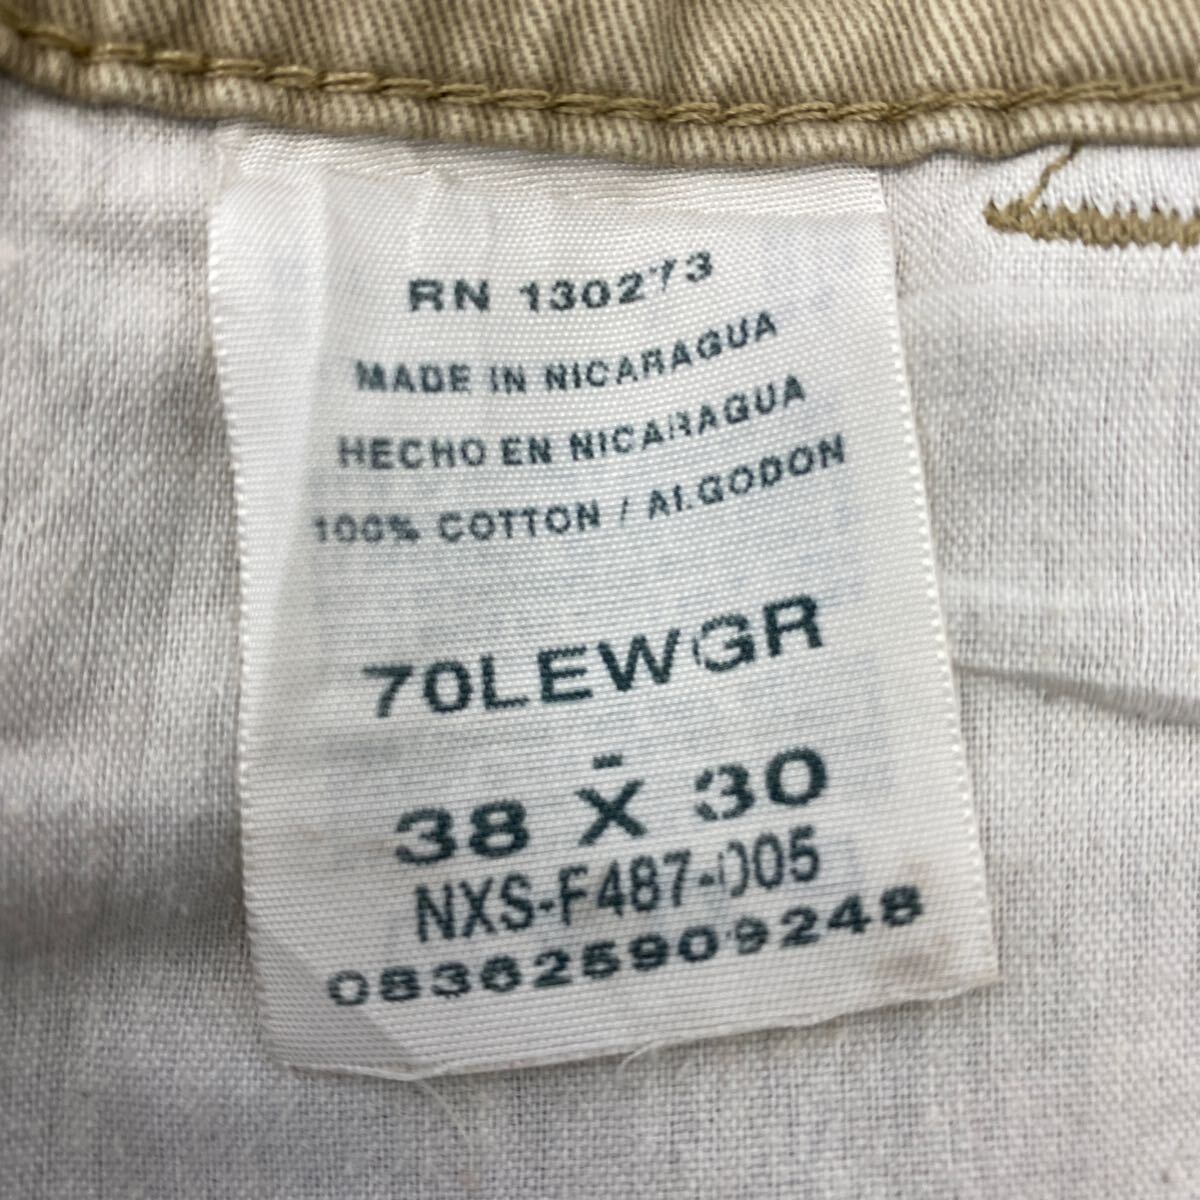 RN 130273
MADE IN NICARAGUA
HECHO EN NICARAGUA
100% COTTON / ALGODON
70LEWGR
38 X 30
NXS-F487-005
083625909248